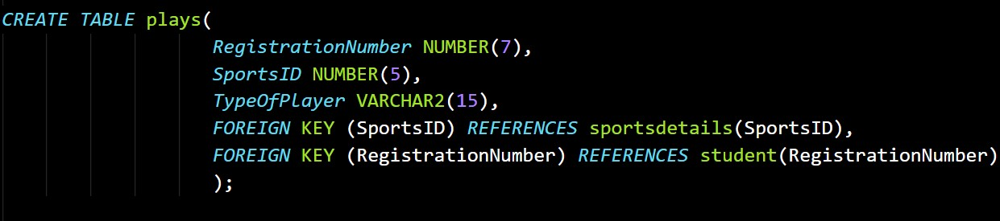 CREATE TABLE plays(
RegistrationNumber NUMBER(7),
SportsID NUMBER(5),
TypeOfPlayer VARCHAR2(15),
FOREIGN KEY (SportsID) REFERENCES sportsdetails(SportsID),
FOREIGN KEY (RegistrationNumber) REFERENCES student(RegistrationNumber)
);